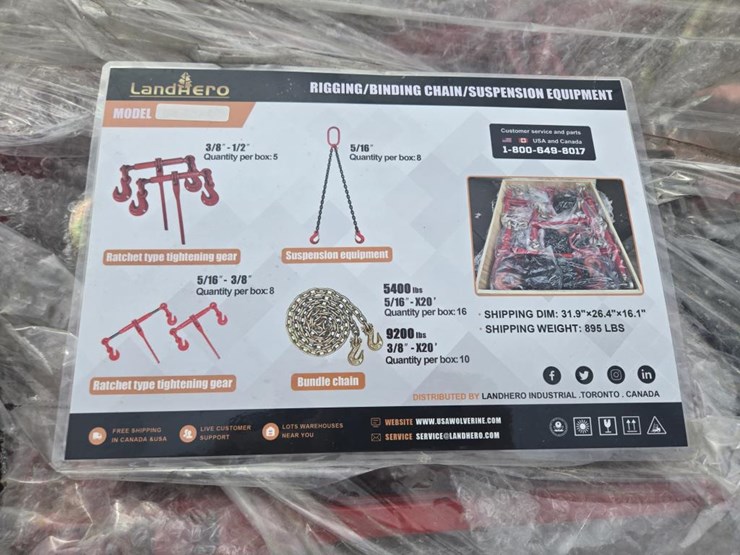 LANDHERO
RIGGING/BINDING CHAIN/SUSPENSION EQUIPMENT
MODEL
3/8″-1/2″
Quantity per box: 5
Ratchet type tightening gear
5/16″
Quantity per box: 8
Suspension equipment
Customer service and parts
USA and Canada
1-800-649-8017
5/16″- 3/8″
Quantity per box: 8
Ratchet type tightening gear
5400 lbs
5/16″-X20′
Quantity per box: 16
9200 lbs
3/8″-X20′
Quantity per box: 10
Bundle chain
· SHIPPING DIM: 31.9"×26.4"×16.1"
· SHIPPING WEIGHT: 895 LBS
DISTRIBUTED BY LANDHERO INDUSTRIAL .TORONTO . CANADA
FREE SHIPPING
IN CANADA &USA
LIVE CUSTOMER
SUPPORT
LOTS WAREHOUSES
NEAR YOU
WEBSITE WWW.USAWOLVERINE.COM
SERVICE SERVICE@LANDHERO.COM